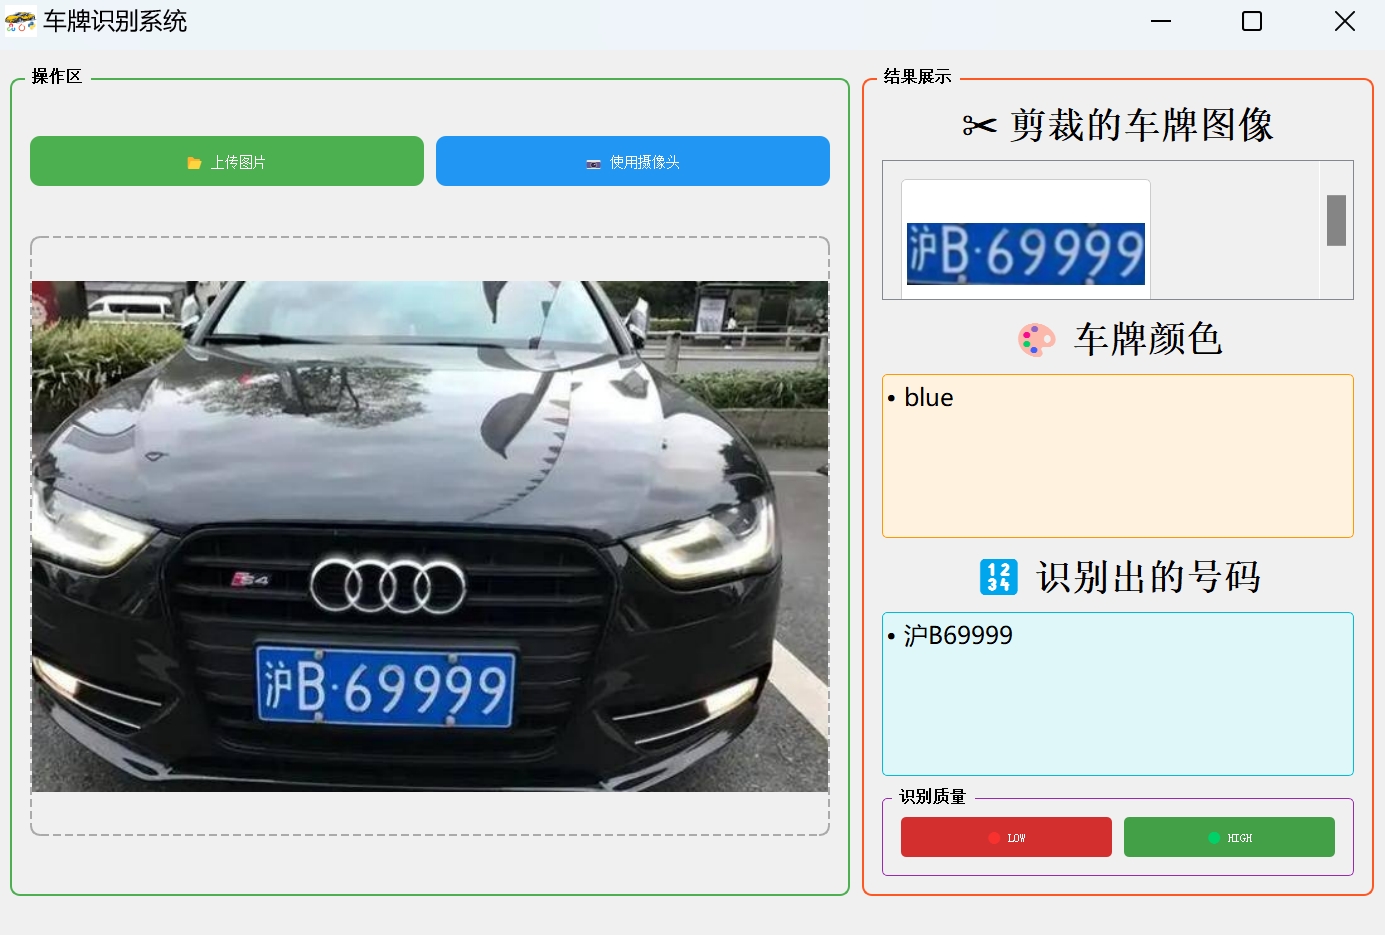 车牌识别系统
操作区
上传图片
使用摄像头
S4
沪B·69999
结果展示
剪裁的车牌图像
沪B·69999
车牌颜色
• blue
1234
识别出的号码
• 沪B69999
识别质量
LOW
HIGH